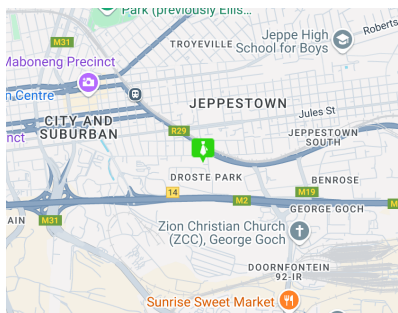 Park (previously Ellis...
Jeppe High
School for Boys
Roberts
M31
TROYEVILLE
Maboneng Precinct
n Centre
JEPPESTOWN
Jules St
CITY AND
SUBURBAN
R29
JEPPESTOWN
SOUTH
nct
DROSTE PARK
BENROSE
14
M19
M2
M
GEORGE GOCH
AIN
M31
Zion Christian Church
(ZCC), George Goch
DOORNFONTEIN
92-IR
Sunrise Sweet Market